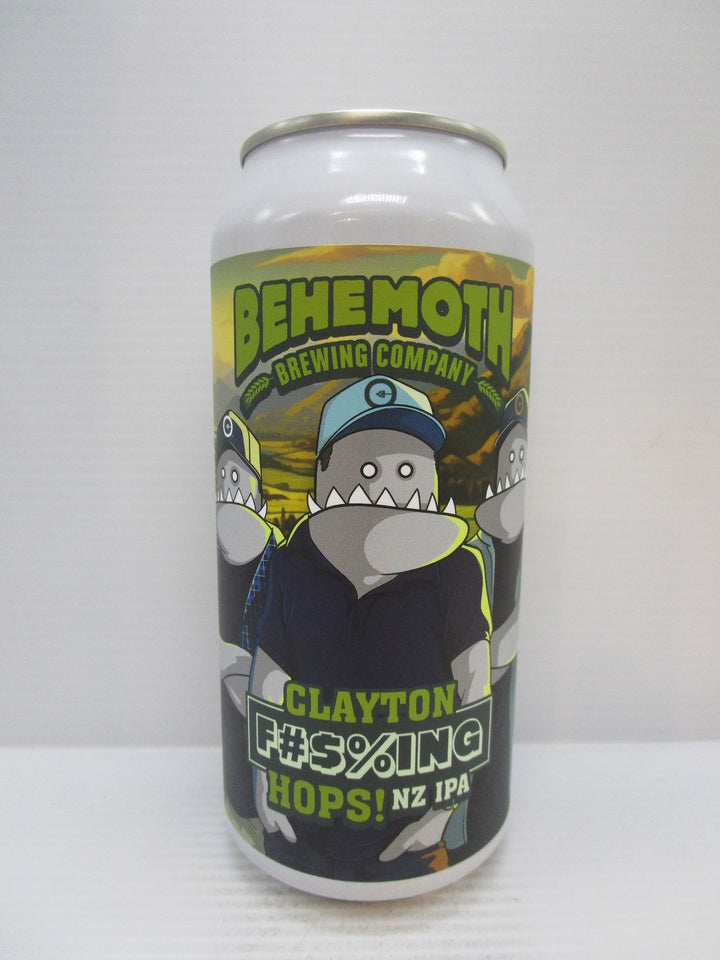 BEHEMOTH
BREWING COMPANY
CLAYTON
F#$%ING
HOPS! NZ IPA